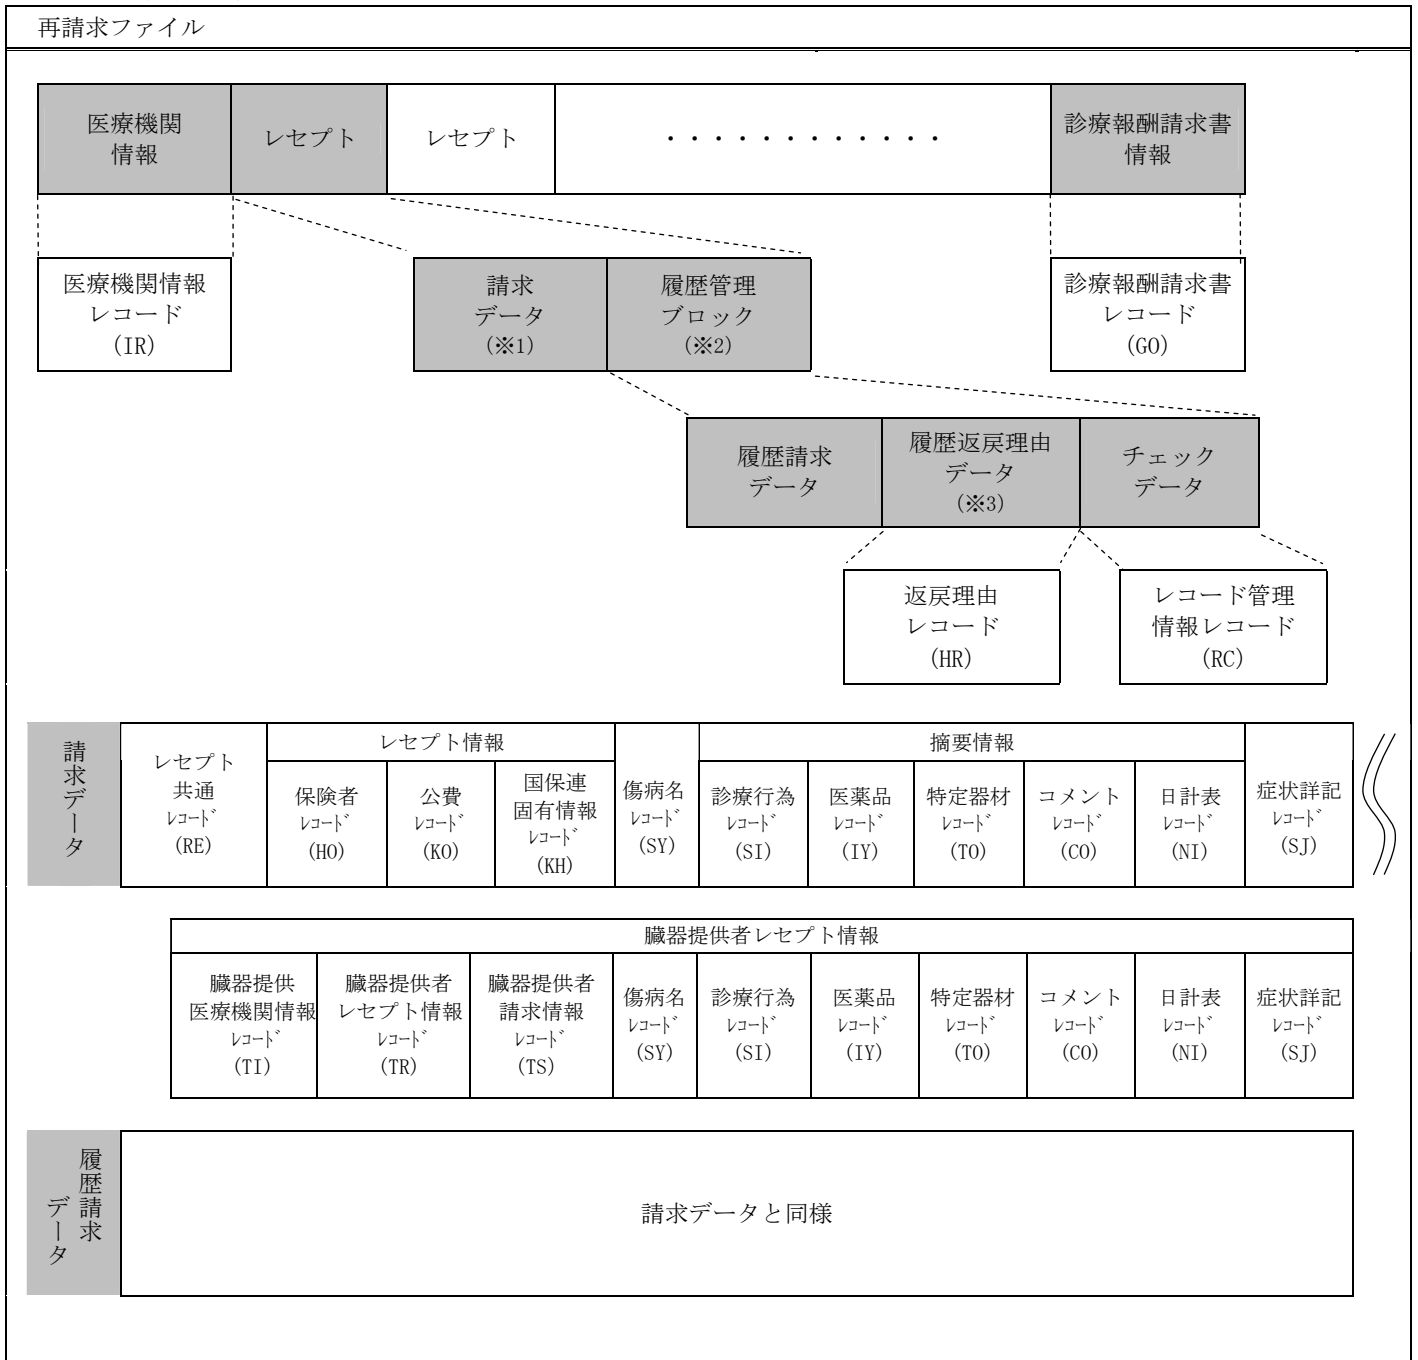 再請求ファイル
医療機関
情報
レセプト
レセプト
・・・・・・・・・・・・
診療報酬請求書
情報
医療機関情報
レコード
(IR)
請求
データ
(※1)
履歴管理
ブロック
(※2)
診療報酬請求書
レコード
(GO)
履歴請求
データ
履歴返戻理由
データ
(※3)
チェック
データ
返戻理由
レコード
(HR)
レコード管理
情報レコード
(RC)
請求データ
レセプト
共通
ﾚｺｰﾄﾞ
(RE)
レセプト情報
保険者
ﾚｺｰﾄﾞ
(HO)
公費
ﾚｺｰﾄﾞ
(KO)
国保連
固有情報
ﾚｺｰﾄﾞ
(KH)
傷病名
ﾚｺｰﾄﾞ
(SY)
摘要情報
診療行為
ﾚｺｰﾄﾞ
(SI)
医薬品
ﾚｺｰﾄﾞ
(IY)
特定器材
ﾚｺｰﾄﾞ
(TO)
コメント
ﾚｺｰﾄﾞ
(CO)
日計表
ﾚｺｰﾄﾞ
(NI)
症状詳記
ﾚｺｰﾄﾞ
(SJ)
臓器提供者レセプト情報
臓器提供
医療機関情報
ﾚｺｰﾄﾞ
(TI)
臓器提供者
レセプト情報
ﾚｺｰﾄﾞ
(TR)
臓器提供者
請求情報
ﾚｺｰﾄﾞ
(TS)
傷病名
ﾚｺｰﾄﾞ
(SY)
診療行為
ﾚｺｰﾄﾞ
(SI)
医薬品
ﾚｺｰﾄﾞ
(IY)
特定器材
ﾚｺｰﾄﾞ
(TO)
コメント
ﾚｺｰﾄﾞ
(CO)
日計表
ﾚｺｰﾄﾞ
(NI)
症状詳記
ﾚｺｰﾄﾞ
(SJ)
履歴請求
データ
請求データと同様